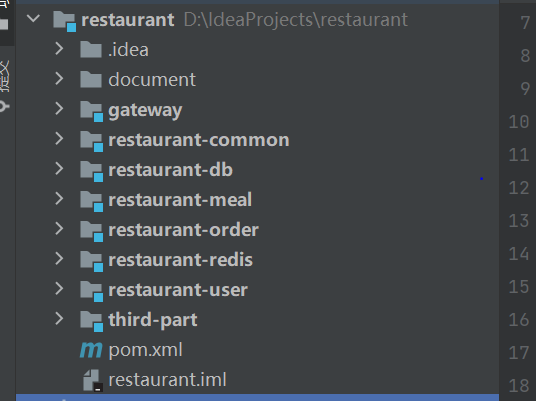 restaurant D:\IdeaProjects\restaurant
.idea
document
gateway
restaurant-common
restaurant-db
restaurant-meal
restaurant-order
restaurant-redis
restaurant-user
third-part
pom.xml
restaurant.iml
7
8
9
10
11
12
13
14
15
16
17
18